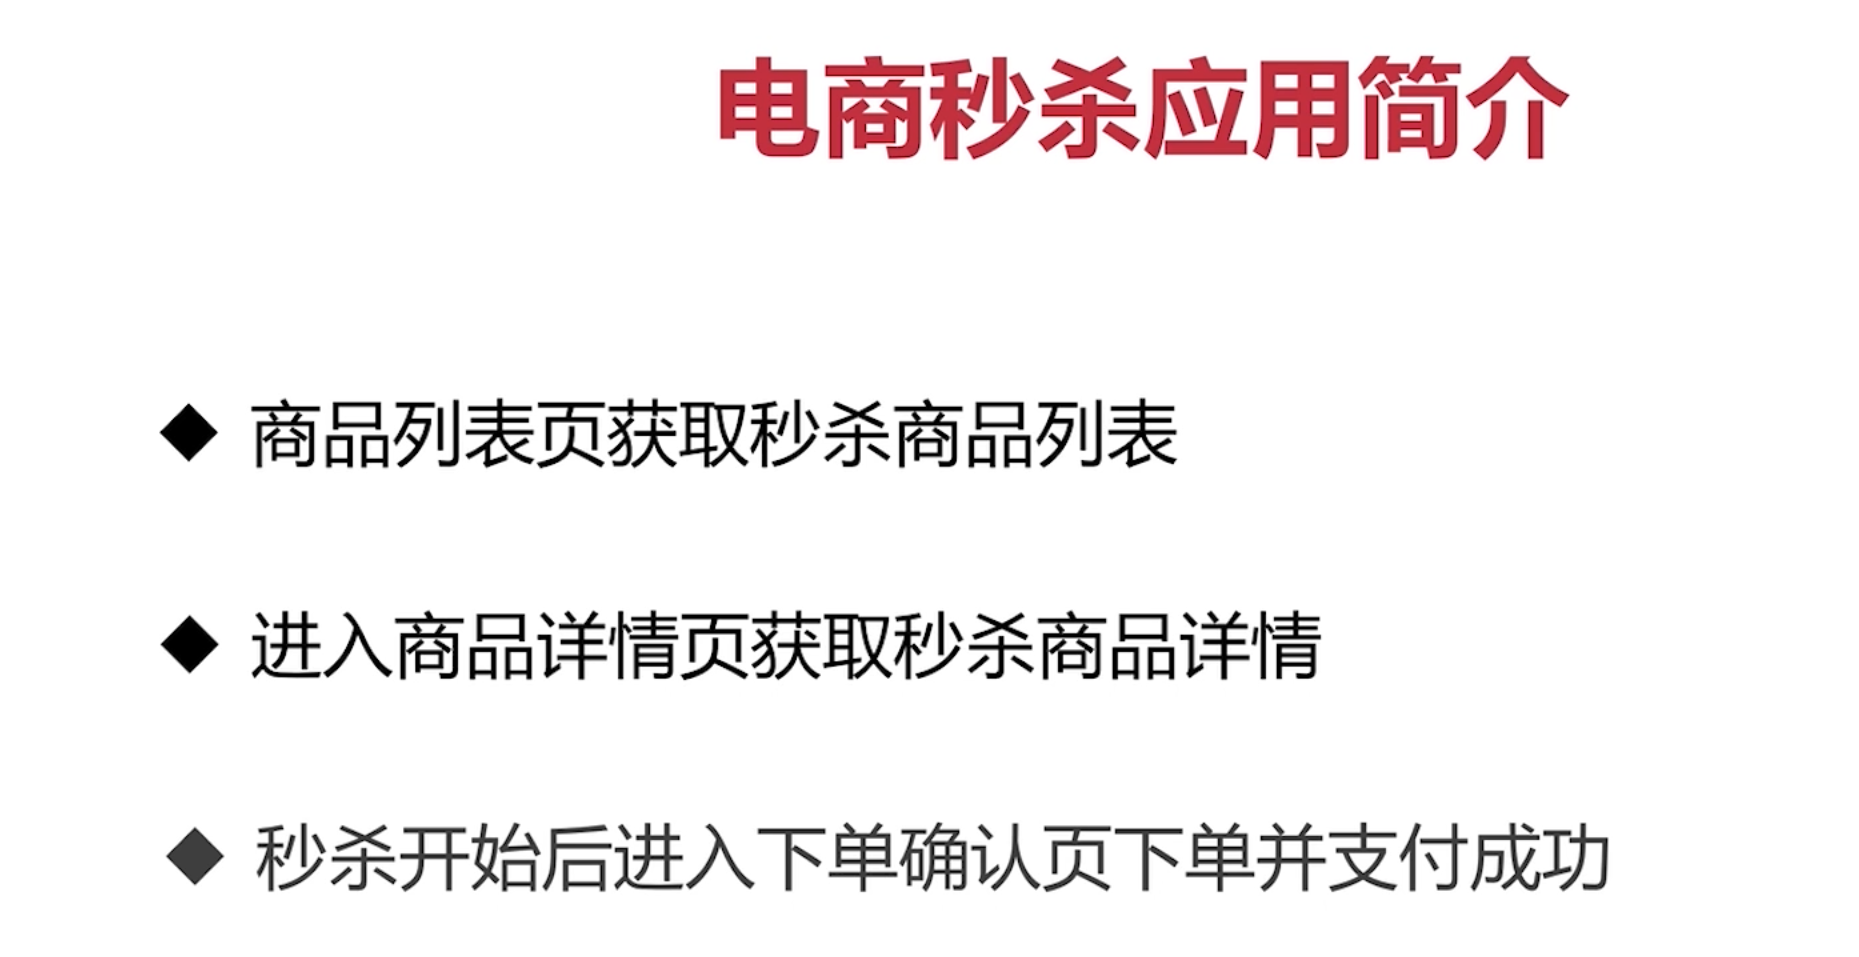 电商秒杀应用简介
◆ 商品列表页获取秒杀商品列表
◆ 进入商品详情页获取秒杀商品详情
◆ 秒杀开始后进入下单确认页下单并支付成功